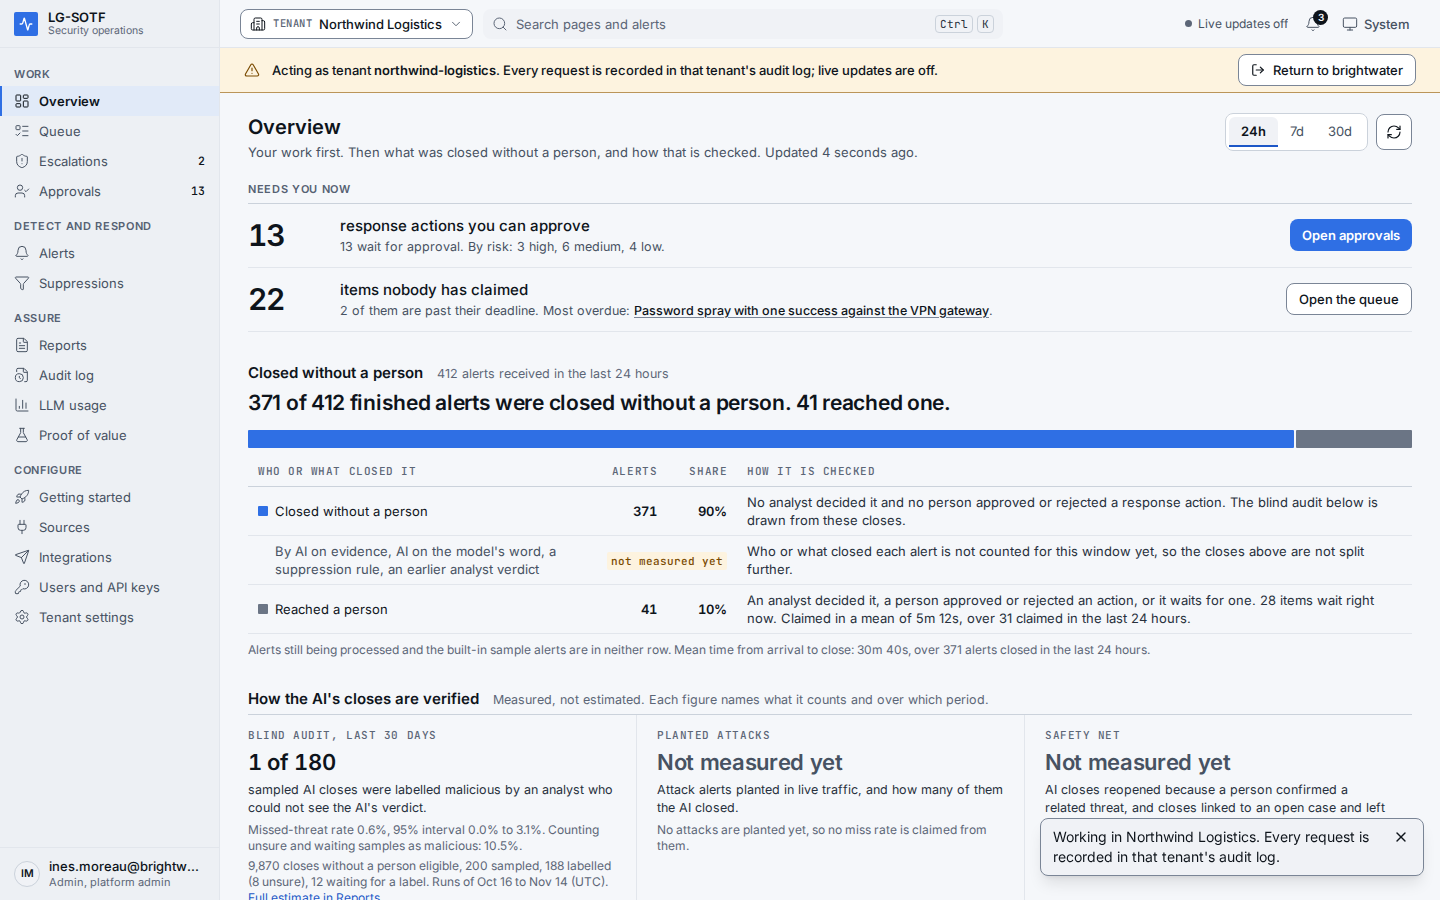 LG-SOTF
Security operations
TENANT Northwind Logistics
Search pages and alerts
Ctrl K
Live updates off
3
System
Acting as tenant northwind-logistics. Every request is recorded in that tenant's audit log; live updates are off.
Return to brightwater
WORK
Overview
Queue
Escalations 2
Approvals 13
DETECT AND RESPOND
Alerts
Suppressions
ASSURE
Reports
Audit log
LLM usage
Proof of value
CONFIGURE
Getting started
Sources
Integrations
Users and API keys
Tenant settings
IM
ines.moreau@brightw...
Admin, platform admin
Overview
Your work first. Then what was closed without a person, and how that is checked. Updated 4 seconds ago.
24h 7d 30d
NEEDS YOU NOW
13
response actions you can approve
13 wait for approval. By risk: 3 high, 6 medium, 4 low.
Open approvals
22
items nobody has claimed
2 of them are past their deadline. Most overdue: Password spray with one success against the VPN gateway.
Open the queue
Closed without a person 412 alerts received in the last 24 hours
371 of 412 finished alerts were closed without a person. 41 reached one.
WHO OR WHAT CLOSED IT ALERTS SHARE HOW IT IS CHECKED
Closed without a person 371 90% No analyst decided it and no person approved or rejected a response action. The blind audit below is
drawn from these closes.
By AI on evidence, AI on the model's word, a
suppression rule, an earlier analyst verdict
not measured yet
Who or what closed each alert is not counted for this window yet, so the closes above are not split
further.
Reached a person 41 10% An analyst decided it, a person approved or rejected an action, or it waits for one. 28 items wait right
now. Claimed in a mean of 5m 12s, over 31 claimed in the last 24 hours.
Alerts still being processed and the built-in sample alerts are in neither row. Mean time from arrival to close: 30m 40s, over 371 alerts closed in the last 24 hours.
How the AI's closes are verified Measured, not estimated. Each figure names what it counts and over which period.
BLIND AUDIT, LAST 30 DAYS
1 of 180
sampled AI closes were labelled malicious by an analyst who
could not see the AI's verdict.
Missed-threat rate 0.6%, 95% interval 0.0% to 3.1%. Counting
unsure and waiting samples as malicious: 10.5%.
9,870 closes without a person eligible, 200 sampled, 188 labelled
(8 unsure), 12 waiting for a label. Runs of Oct 16 to Nov 14 (UTC).
Full estimate in Reports
PLANTED ATTACKS
Not measured yet
Attack alerts planted in live traffic, and how many of them
the AI closed.
No attacks are planted yet, so no miss rate is claimed from
them.
SAFETY NET
Not measured yet
AI closes reopened because a person confirmed a
related threat, and closes linked to an open case and left
Working in Northwind Logistics. Every request is
recorded in that tenant's audit log.